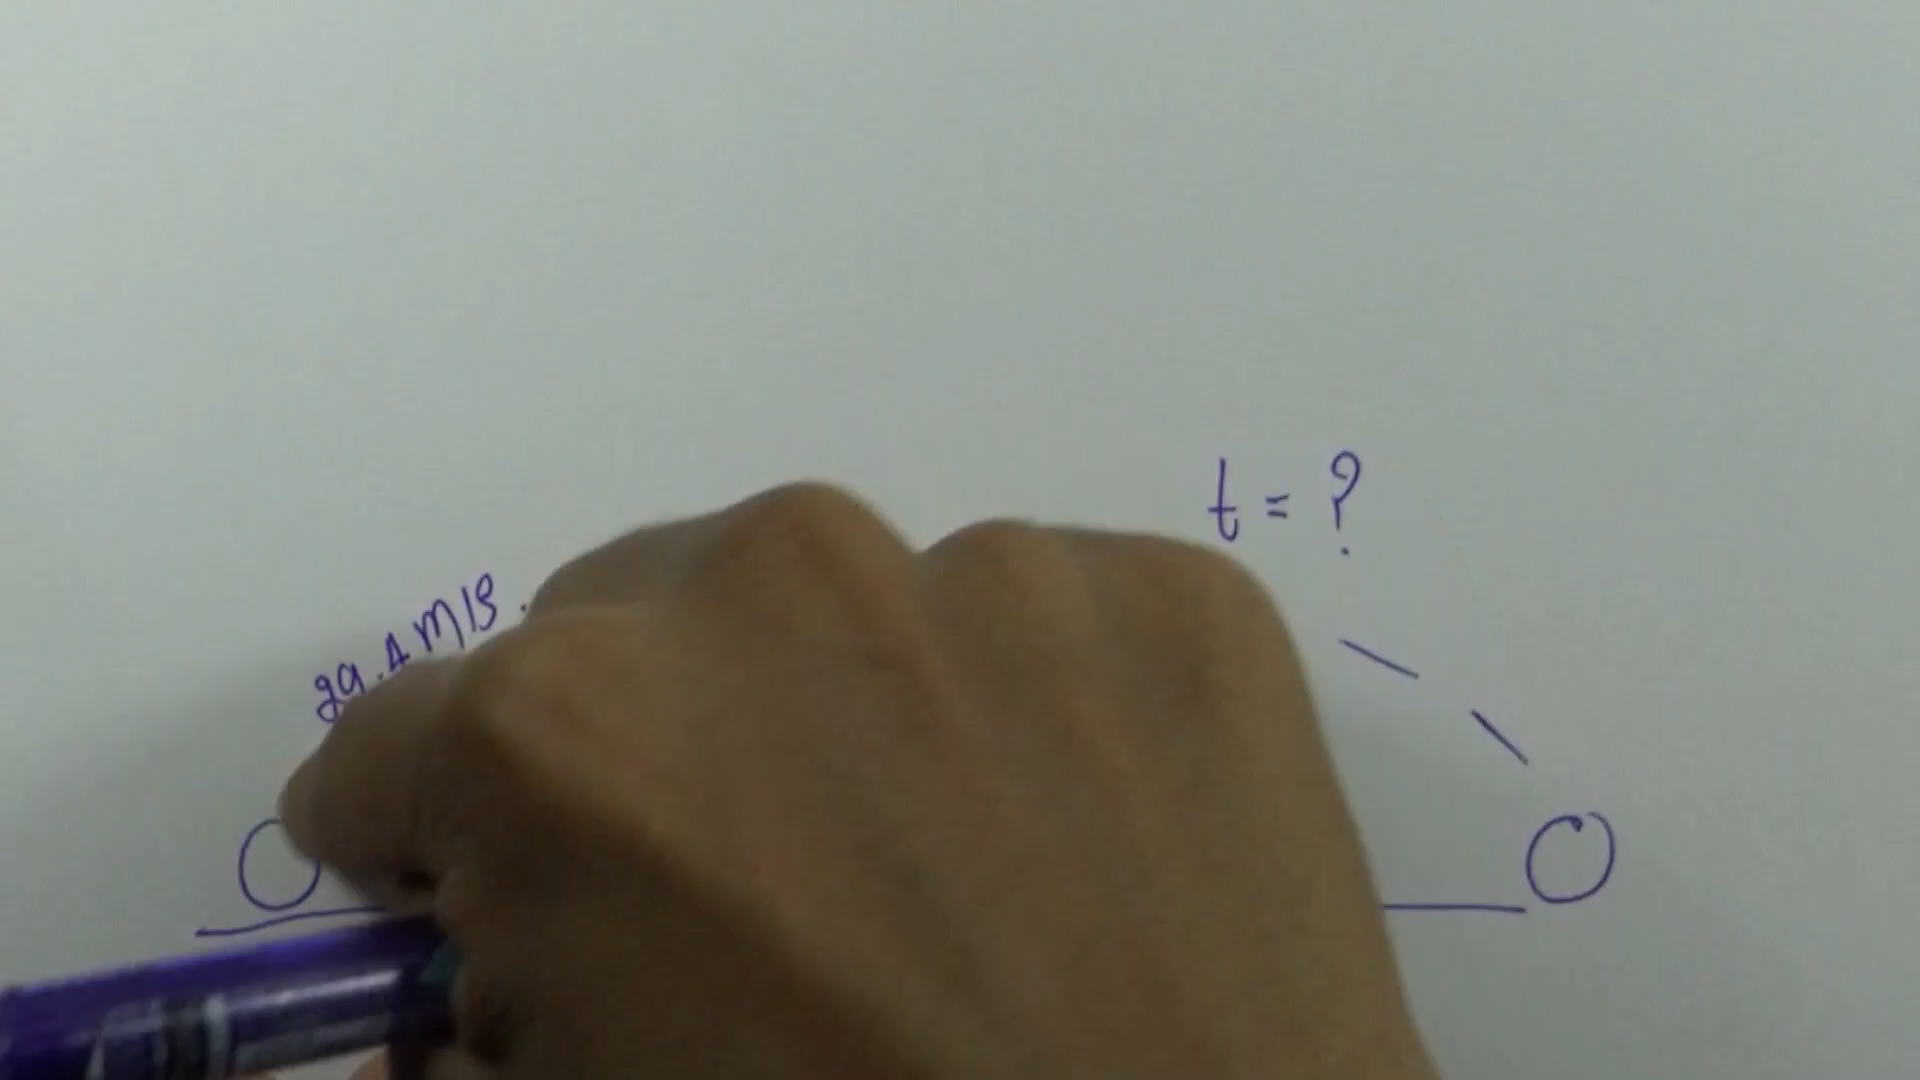 t = ?
29.4 m/s.